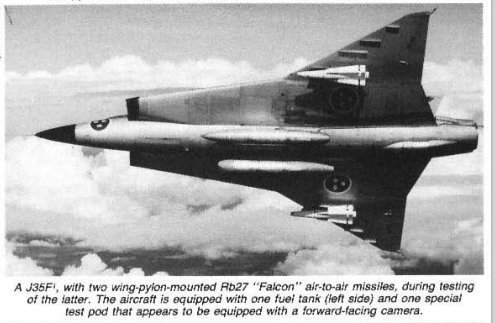 A J35F¹, with two wing-pylon-mounted Rb27 "Falcon" air-to-air missiles, during testing
of the latter. The aircraft is equipped with one fuel tank (left side) and one special
test pod that appears to be equipped with a forward-facing camera.